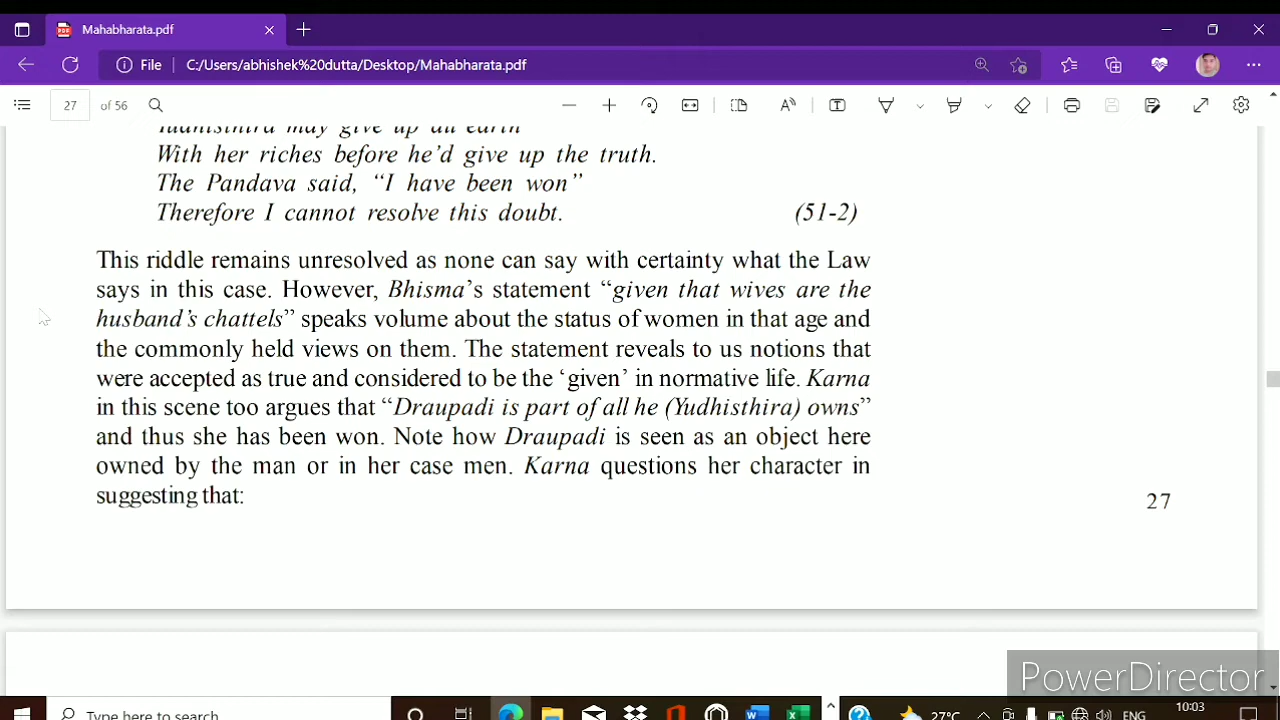 Mahabharata.pdf
File C:/Users/abhishek%20dutta/Desktop/Mahabharata.pdf
27 of 56
Yudhisthira may give up all earth
With her riches before he'd give up the truth.
The Pandava said, "I have been won"
Therefore I cannot resolve this doubt. (51-2)
This riddle remains unresolved as none can say with certainty what the Law
says in this case. However, Bhisma's statement "given that wives are the
husband's chattels" speaks volume about the status of women in that age and
the commonly held views on them. The statement reveals to us notions that
were accepted as true and considered to be the 'given' in normative life. Karna
in this scene too argues that "Draupadi is part of all he (Yudhisthira) owns"
and thus she has been won. Note how Draupadi is seen as an object here
owned by the man or in her case men. Karna questions her character in
suggesting that:
27
PowerDirector
Type here to search
27°C
ENG
10:03